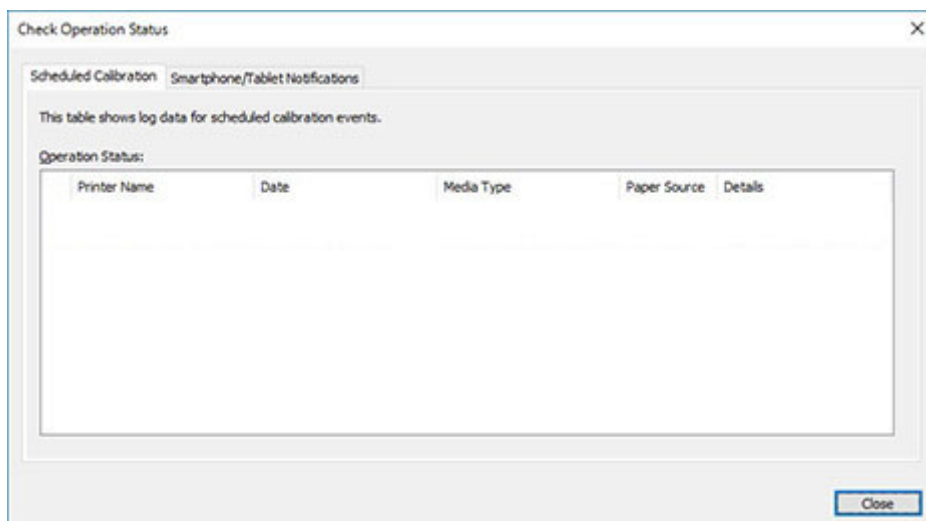 Check Operation Status
Scheduled Calibration Smartphone/Tablet Notifications
This table shows log data for scheduled calibration events.
Operation Status:
Printer Name Date Media Type Paper Source Details
Close